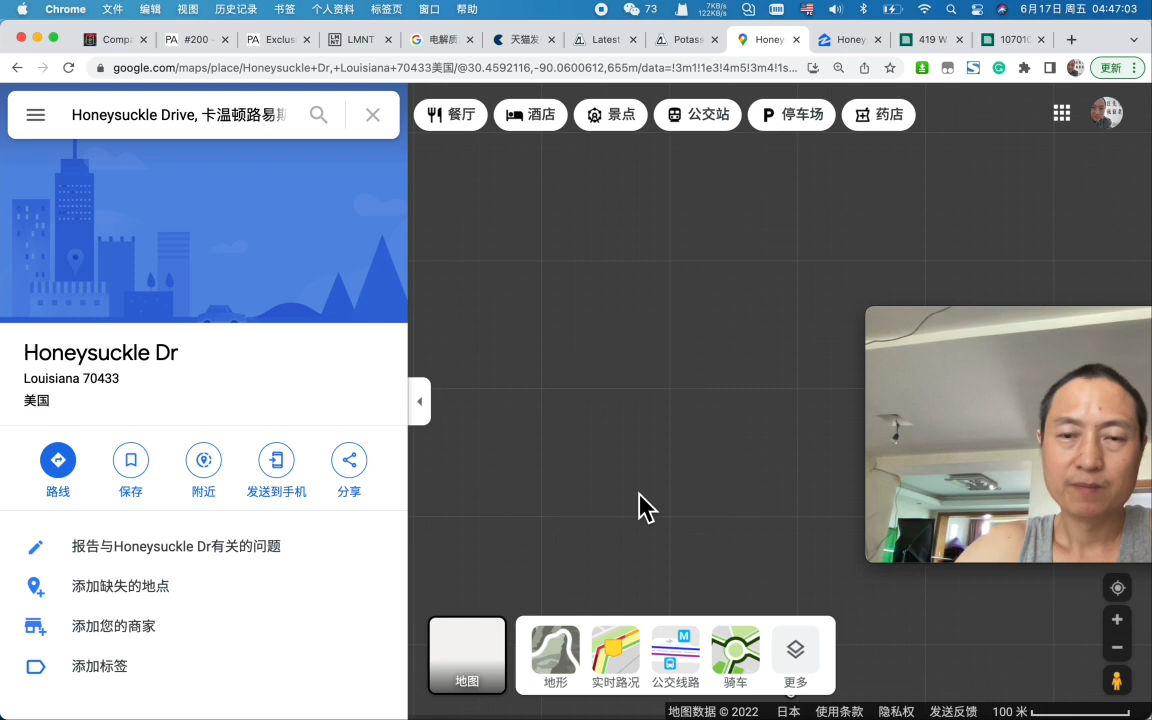 Chrome 文件 编辑 视图 历史记录 书签 个人资料 标签页 窗口 帮助 73 7KB/s 122KB/s 6月17日 周五 04:47:03
Comp PA #200 - PA Exclus LMNT 电解质 天猫发 Latest Potass Honey Honey 419 W 10701
google.com/maps/place/Honeysuckle+Dr,+Louisiana+70433美国/@30.4592116,-90.0600612,655m/data=!3m1!1e3!4m5!3m4!1s... 更新
Honeysuckle Drive, 卡温顿路易斯
餐厅 酒店 景点 公交站 停车场 药店
Honeysuckle Dr
Louisiana 70433
美国
路线 保存 附近 发送到手机 分享
报告与Honeysuckle Dr有关的问题
添加缺失的地点
添加您的商家
添加标签
地图 地形 实时路况 公交线路 骑车 更多
地图数据 © 2022 日本 使用条款 隐私权 发送反馈 100 米